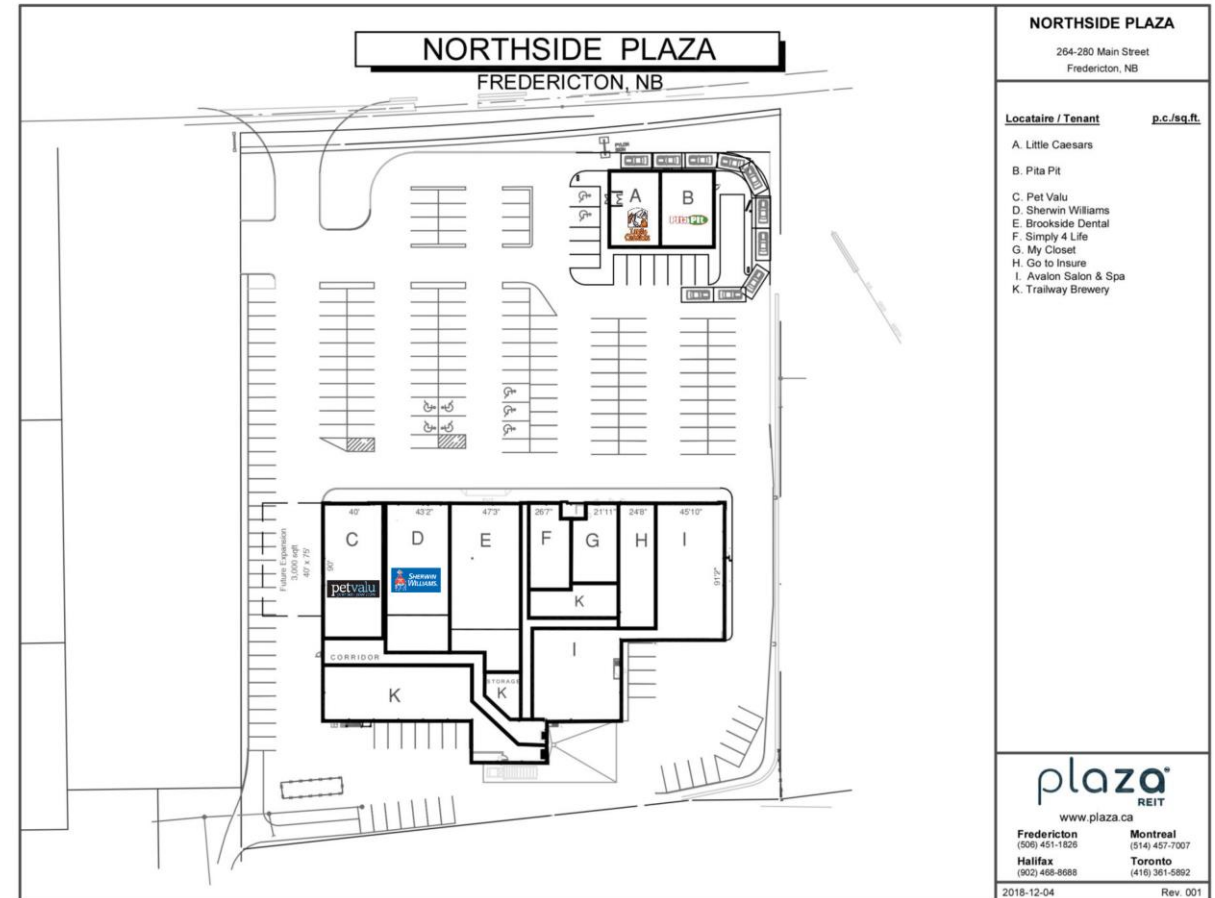 NORTHSIDE PLAZA
FREDERICTON, NB
A
B
PITA PIT
Little Caesars
40'
43'2"
47'3"
26'7"
21'11"
24'8"
45'10"
C
D
E
F
G
H
I
I
Future Expansion
3,000 sqft
40' x 75'
90'
91'2"
petvalu
SHERWIN
WILLIAMS.
K
CORRIDOR
I
K
STORAGE
K
NORTHSIDE PLAZA
264-280 Main Street
Fredericton, NB
Locataire / Tenant p.c./sq.ft.
A. Little Caesars
B. Pita Pit
C. Pet Valu
D. Sherwin Williams
E. Brookside Dental
F. Simply 4 Life
G. My Closet
H. Go to Insure
I. Avalon Salon & Spa
K. Trailway Brewery
plaza
REIT
www.plaza.ca
Fredericton Montreal
(506) 451-1826 (514) 457-7007
Halifax Toronto
(902) 468-8688 (416) 361-5892
2018-12-04 Rev. 001